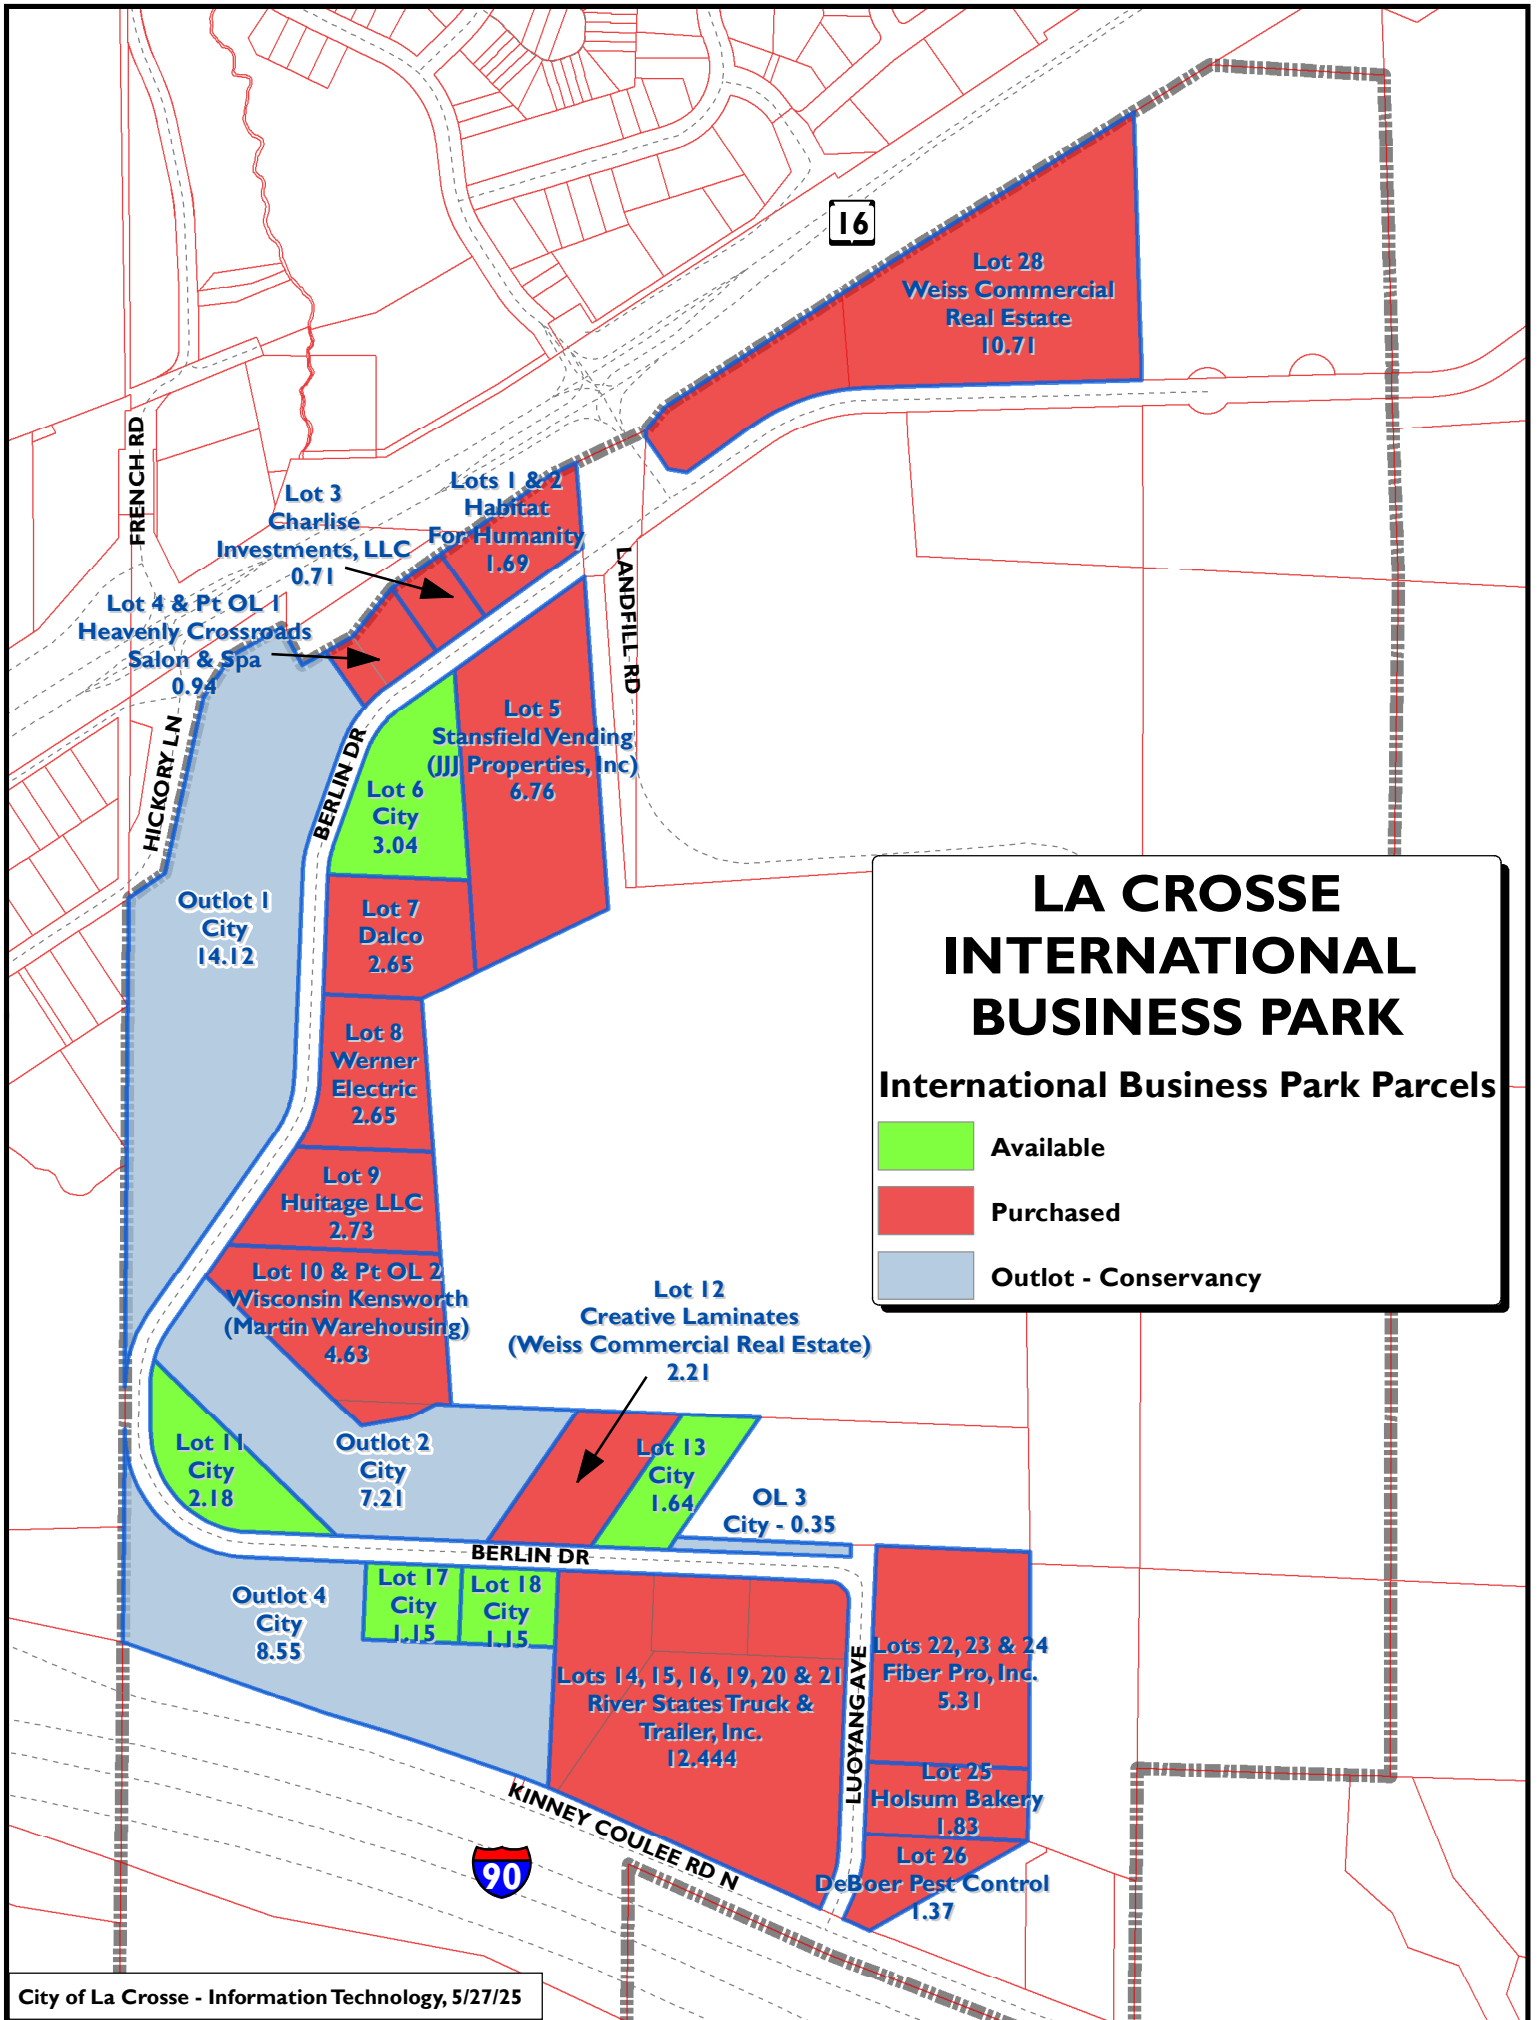 16
Lot 28
Weiss Commercial
Real Estate
10.71
FRENCH RD
Lots 1 & 2
Habitat
For Humanity
1.69
Lot 3
Charlise
Investments, LLC
0.71
Lot 4 & Pt OL 1
Heavenly Crossroads
Salon & Spa
0.94
LANDFILL RD
HICKORY LN
BERLIN DR
Lot 5
Stansfield Vending
(JJJ Properties, Inc)
6.76
Lot 6
City
3.04
Outlot 1
City
14.12
Lot 7
Dalco
2.65
LA CROSSE
INTERNATIONAL
BUSINESS PARK
International Business Park Parcels
Available
Purchased
Outlot - Conservancy
Lot 8
Werner
Electric
2.65
Lot 9
Huitage LLC
2.73
Lot 10 & Pt OL 2
Wisconsin Kensworth
(Martin Warehousing)
4.63
Lot 12
Creative Laminates
(Weiss Commercial Real Estate)
2.21
Lot 11
City
2.18
Outlot 2
City
7.21
Lot 13
City
1.64
OL 3
City - 0.35
BERLIN DR
Outlot 4
City
8.55
Lot 17
City
1.15
Lot 18
City
1.15
Lots 14, 15, 16, 19, 20 & 21
River States Truck &
Trailer, Inc.
12.444
LUOYANG AVE
Lots 22, 23 & 24
Fiber Pro, Inc.
5.31
Lot 25
Holsum Bakery
1.83
Lot 26
DeBoer Pest Control
1.37
KINNEY COULEE RD N
90
City of La Crosse - Information Technology, 5/27/25